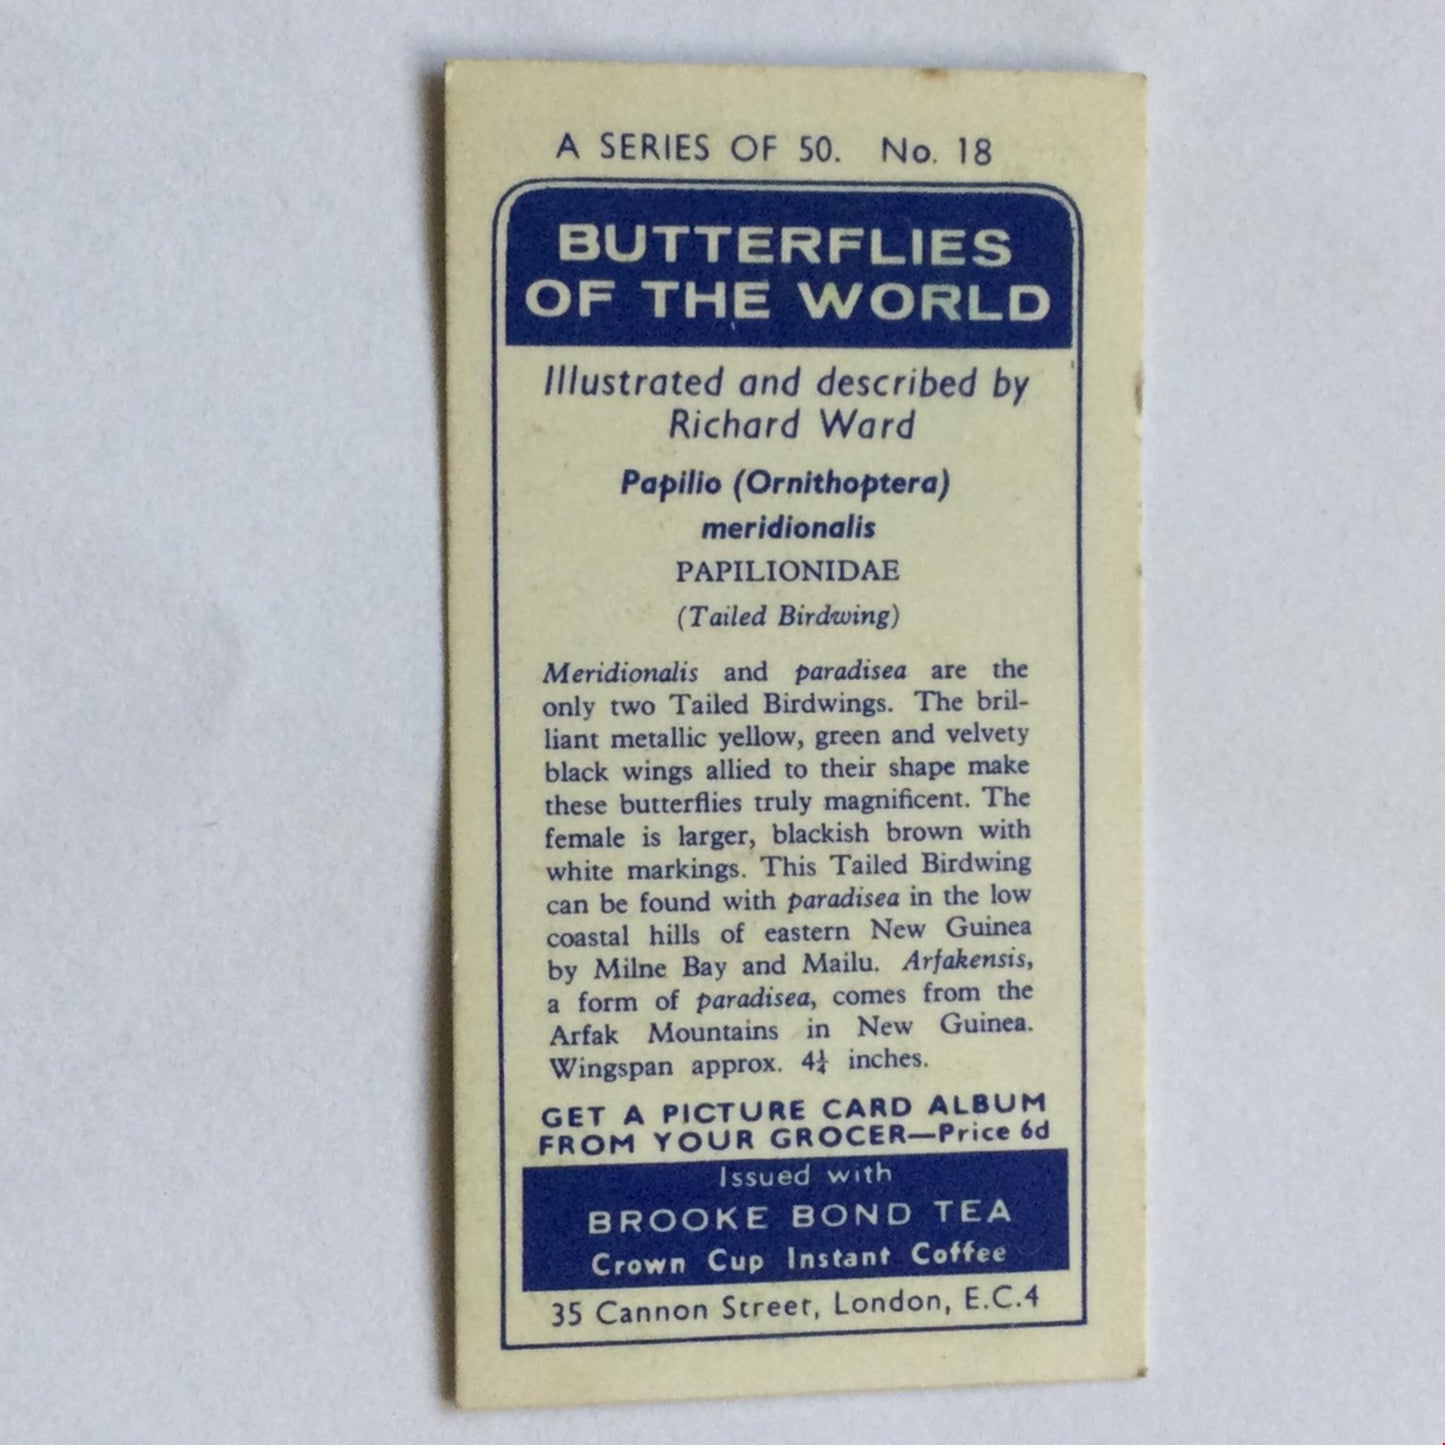 A SERIES OF 50. No. 18
BUTTERFLIES
OF THE WORLD
Illustrated and described by
Richard Ward
Papilio (Ornithoptera)
meridionalis
PAPILIONIDAE
(Tailed Birdwing)
Meridionalis and paradisea are the
only two Tailed Birdwings. The bril-
liant metallic yellow, green and velvety
black wings allied to their shape make
these butterflies truly magnificent. The
female is larger, blackish brown with
white markings. This Tailed Birdwing
can be found with paradisea in the low
coastal hills of eastern New Guinea
by Milne Bay and Mailu. Arfakensis,
a form of paradisea, comes from the
Arfak Mountains in New Guinea.
Wingspan approx. 4¼ inches.
GET A PICTURE CARD ALBUM
FROM YOUR GROCER—Price 6d
Issued with
BROOKE BOND TEA
Crown Cup Instant Coffee
35 Cannon Street, London, E.C.4